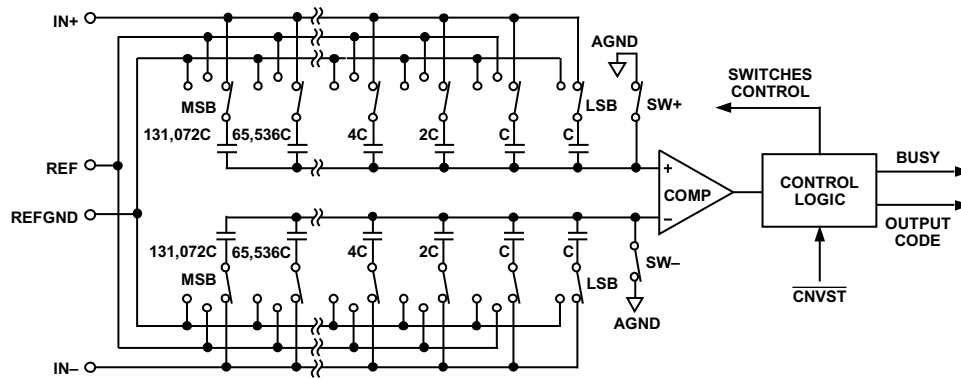 IN+
AGND
SWITCHES
CONTROL
MSB
LSB
SW+
131,072C 65,536C 4C 2C C C
REF
BUSY
+
COMP
CONTROL
LOGIC
REFGND
–
OUTPUT
CODE
131,072C 65,536C 4C 2C C C
SW–
MSB
LSB
CNVST
AGND
IN–